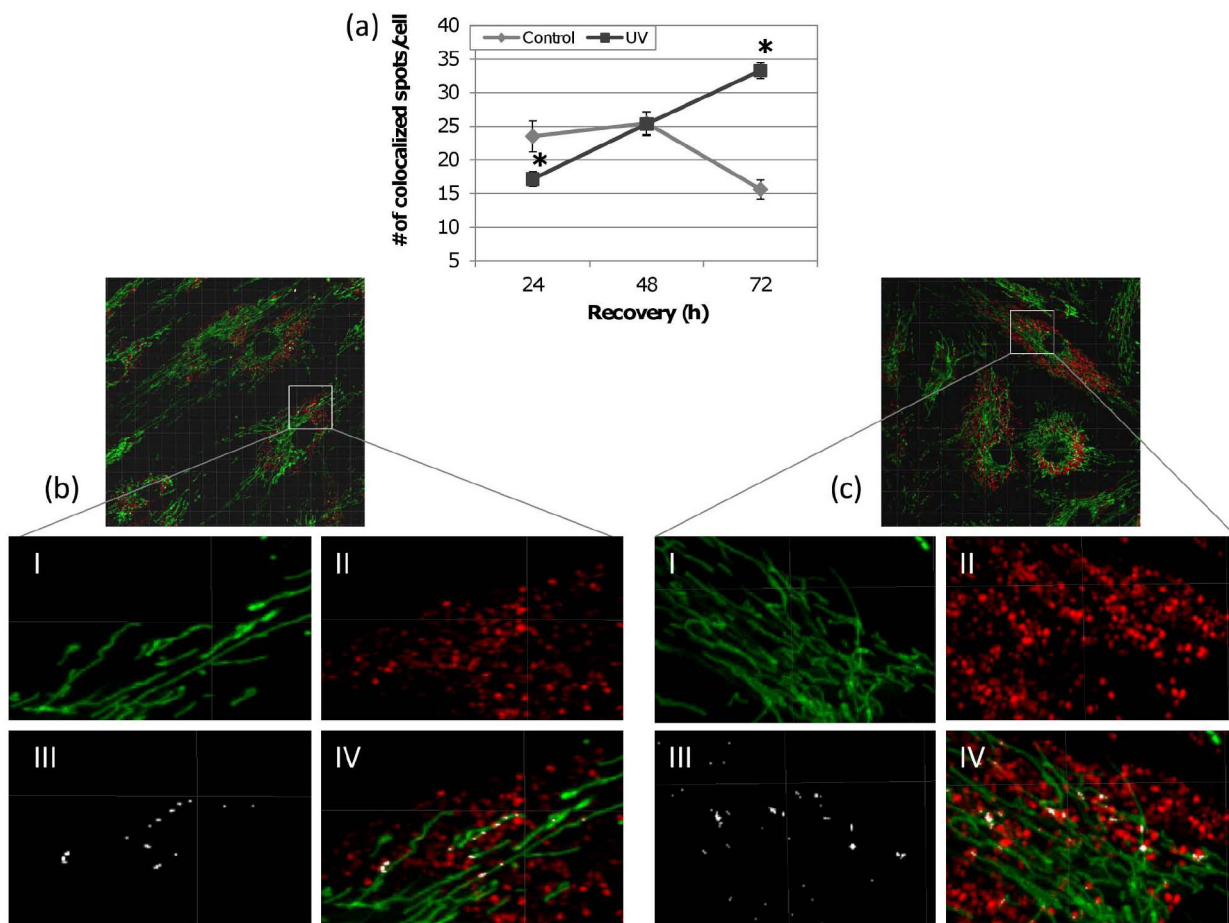 (a)
# of colocalized spots/cell
40
35
30
25
20
15
10
5
Control UV
*
*
24 48 72
Recovery (h)
(b)
(c)
I II
III IV
I II
III IV